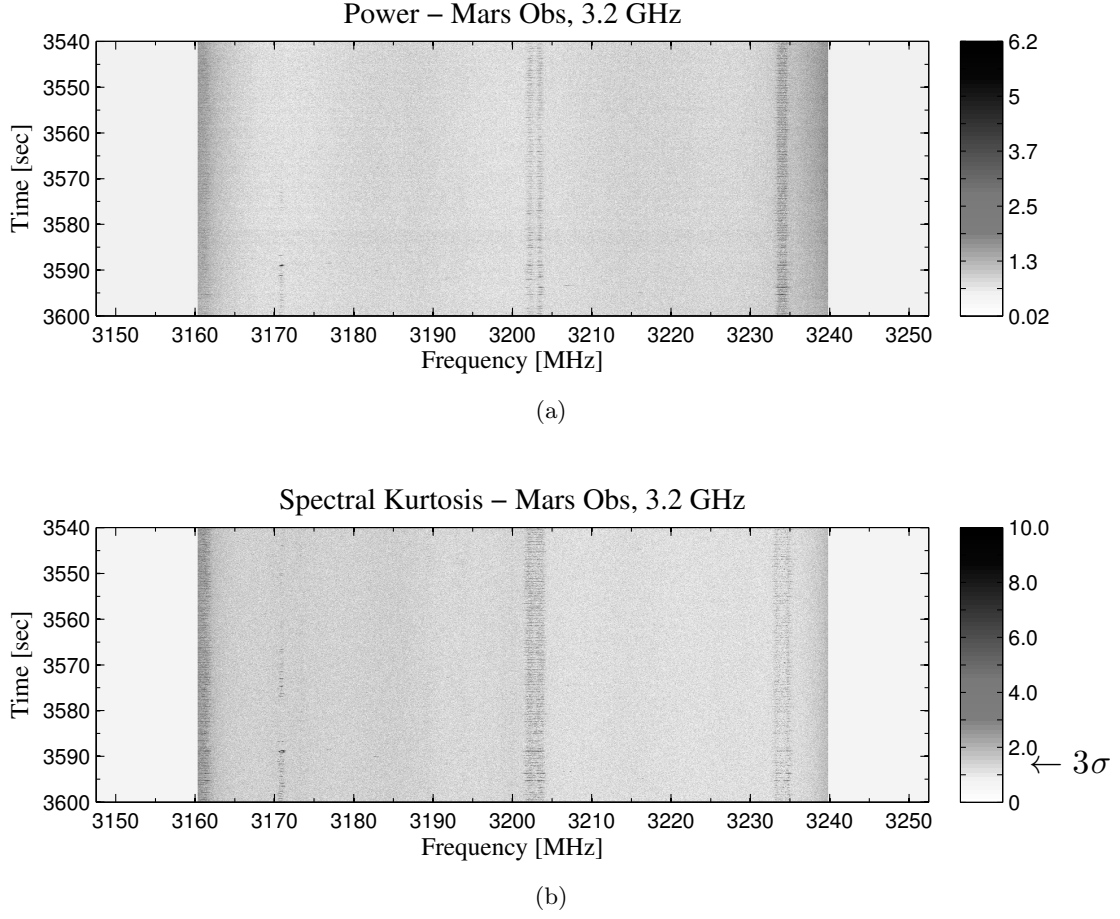 Power – Mars Obs, 3.2 GHz
Time [sec]
3540
3550
3560
3570
3580
3590
3600
3150 3160 3170 3180 3190 3200 3210 3220 3230 3240 3250
Frequency [MHz]
6.2
5
3.7
2.5
1.3
0.02
(a)
Spectral Kurtosis – Mars Obs, 3.2 GHz
Time [sec]
3540
3550
3560
3570
3580
3590
3600
3150 3160 3170 3180 3190 3200 3210 3220 3230 3240 3250
Frequency [MHz]
10.0
8.0
6.0
4.0
2.0
0
← 3σ
(b)